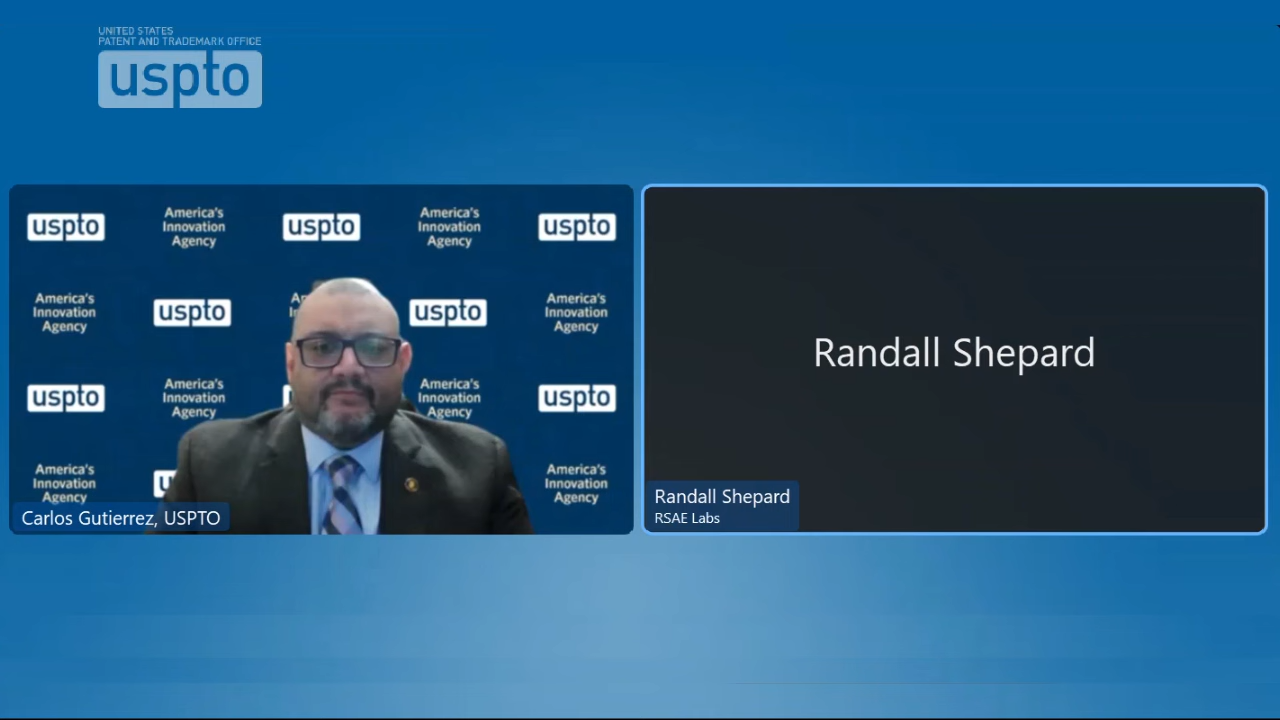 UNITED STATES
PATENT AND TRADEMARK OFFICE
uspto
uspto
America's
Innovation
Agency
uspto
America's
Innovation
Agency
uspto
America's
Innovation
Agency
uspto
uspto
America's
Innovation
Agency
uspto
America's
Innovation
Agency
America's
Innovation
Agency
uspto
America's
Innovation
Agency
America's
Innovation
Agency
Carlos Gutierrez, USPTO
Randall Shepard
Randall Shepard
RSAE Labs